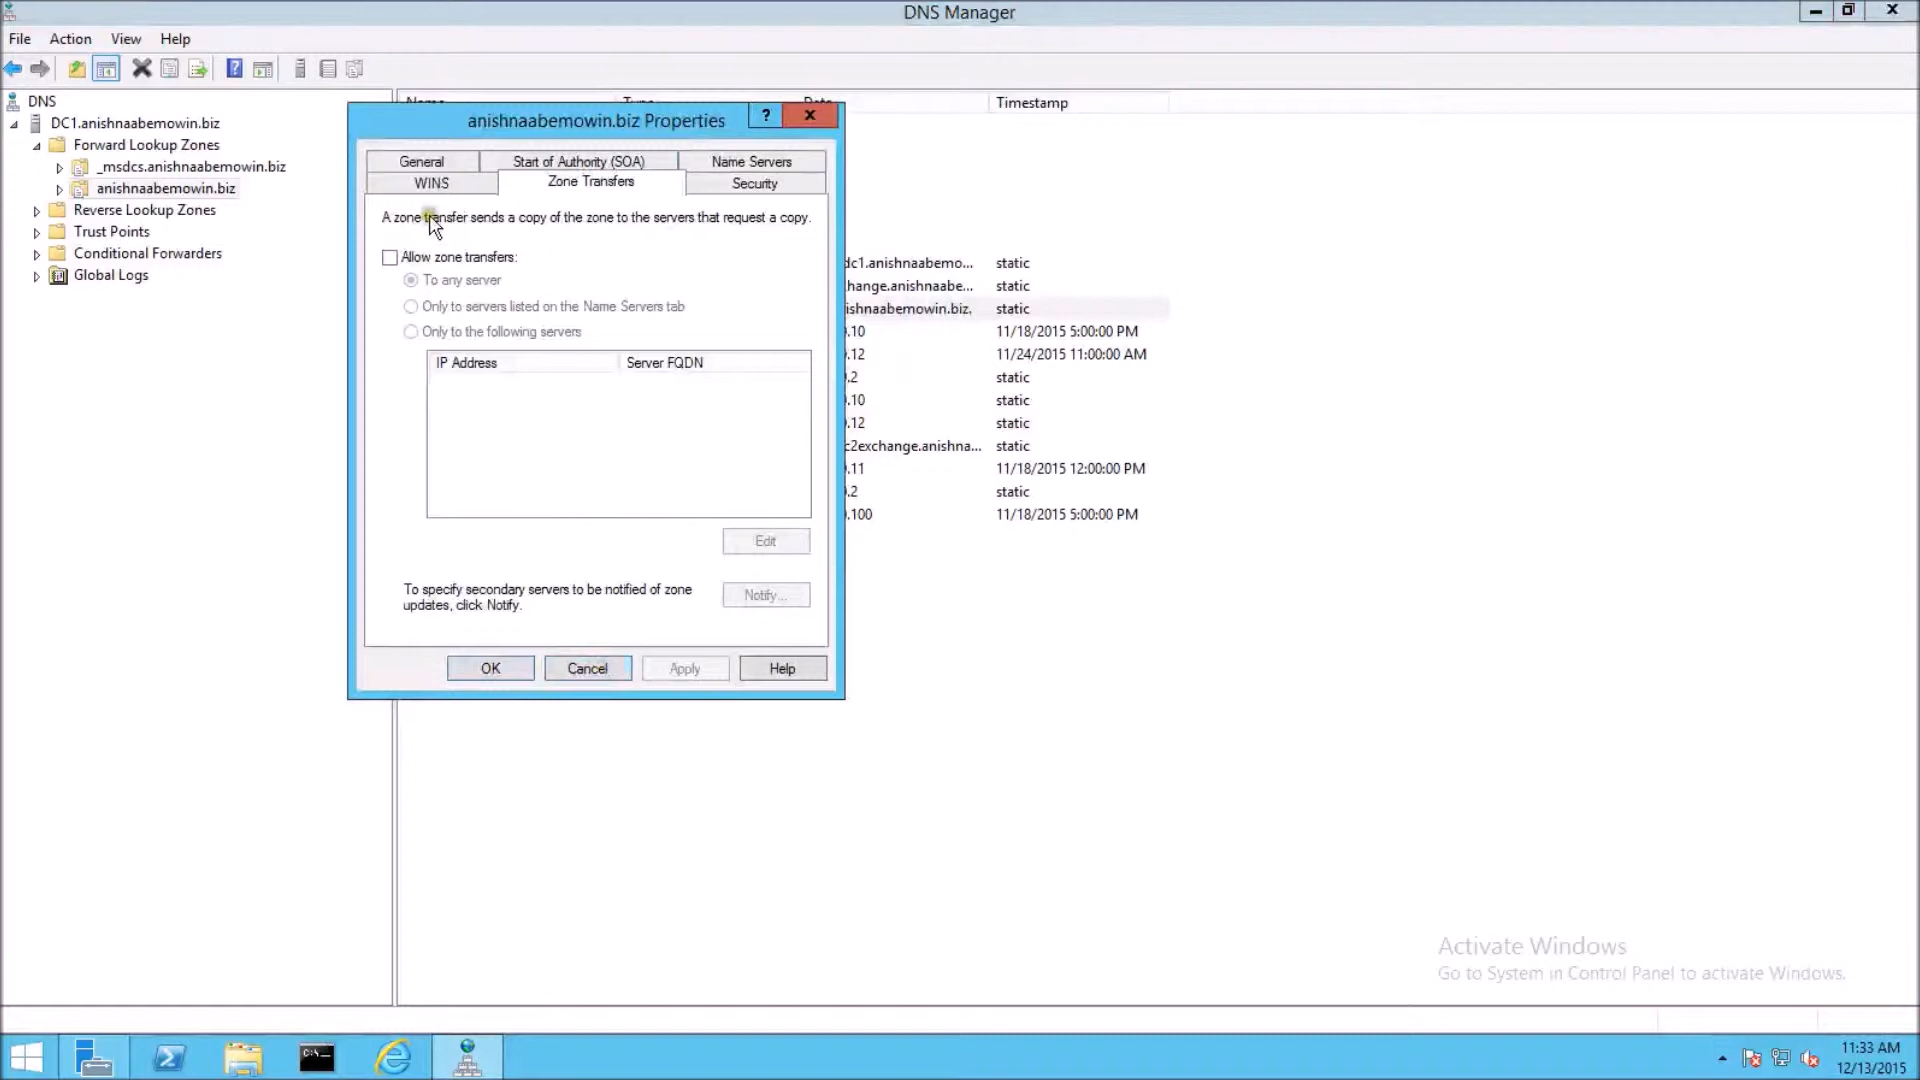 DNS Manager
File Action View Help
DNS
DC1.anishnaabemowin.biz
Forward Lookup Zones
_msdcs.anishnaabemowin.biz
anishnaabemowin.biz
Reverse Lookup Zones
Trust Points
Conditional Forwarders
Global Logs
Timestamp
anishnaabemowin.biz Properties
General Start of Authority (SOA) Name Servers
WINS Zone Transfers Security
A zone transfer sends a copy of the zone to the servers that request a copy.
Allow zone transfers:
To any server
Only to servers listed on the Name Servers tab
Only to the following servers
IP Address Server FQDN
Edit
To specify secondary servers to be notified of zone
updates, click Notify.
Notify...
OK Cancel Apply Help
dc1.anishnaabemo... static
hange.anishnaabe... static
ishnaabemowin.biz. static
.10 11/18/2015 5:00:00 PM
.12 11/24/2015 11:00:00 AM
.2 static
.10 static
.12 static
c2exchange.anishna... static
.11 11/18/2015 12:00:00 PM
.2 static
.100 11/18/2015 5:00:00 PM
Activate Windows
Go to System in Control Panel to activate Windows.
11:33 AM
12/13/2015